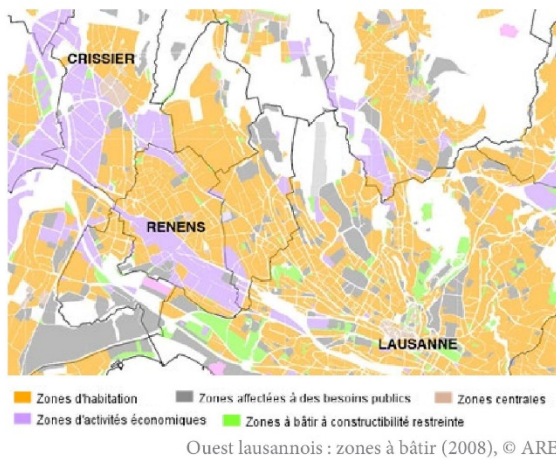 CRISSIER
RENENS
LAUSANNE
Zones d'habitation
Zones affectées à des besoins publics
Zones centrales
Zones d'activités économiques
Zones à bâtir à constructibilité restreinte
Ouest lausannois : zones à bâtir (2008), © ARE